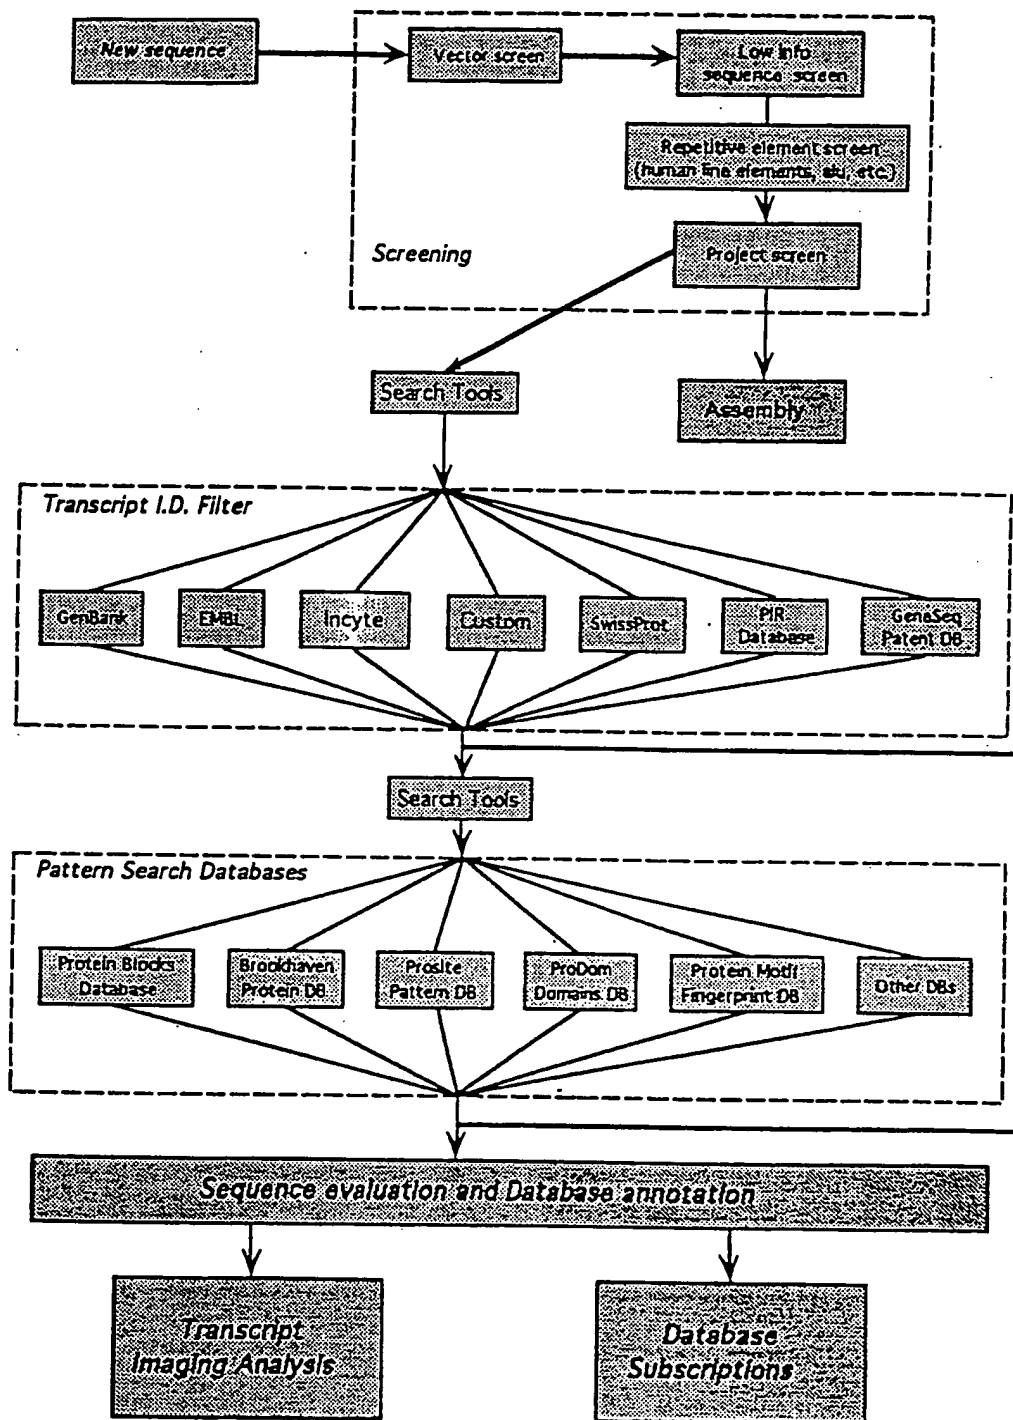 New sequence
Vector screen
Low info
sequence screen
Repetitive element screen
(human line elements, alu, etc.)
Screening
Project screen
Search Tools
Assembly
Transcript I.D. Filter
GenBank
EMBL
Incyte
Custom
SwissProt
PIR
Database
GeneSeq
Patent DB
Search Tools
Pattern Search Databases
Protein Blocks
Database
Brookhaven
Protein DB
Prosite
Pattern DB
ProDom
Domains DB
Protein Motif
Fingerprint DB
Other DBs
Sequence evaluation and Database annotation
Transcript
Imaging Analysis
Database
Subscriptions